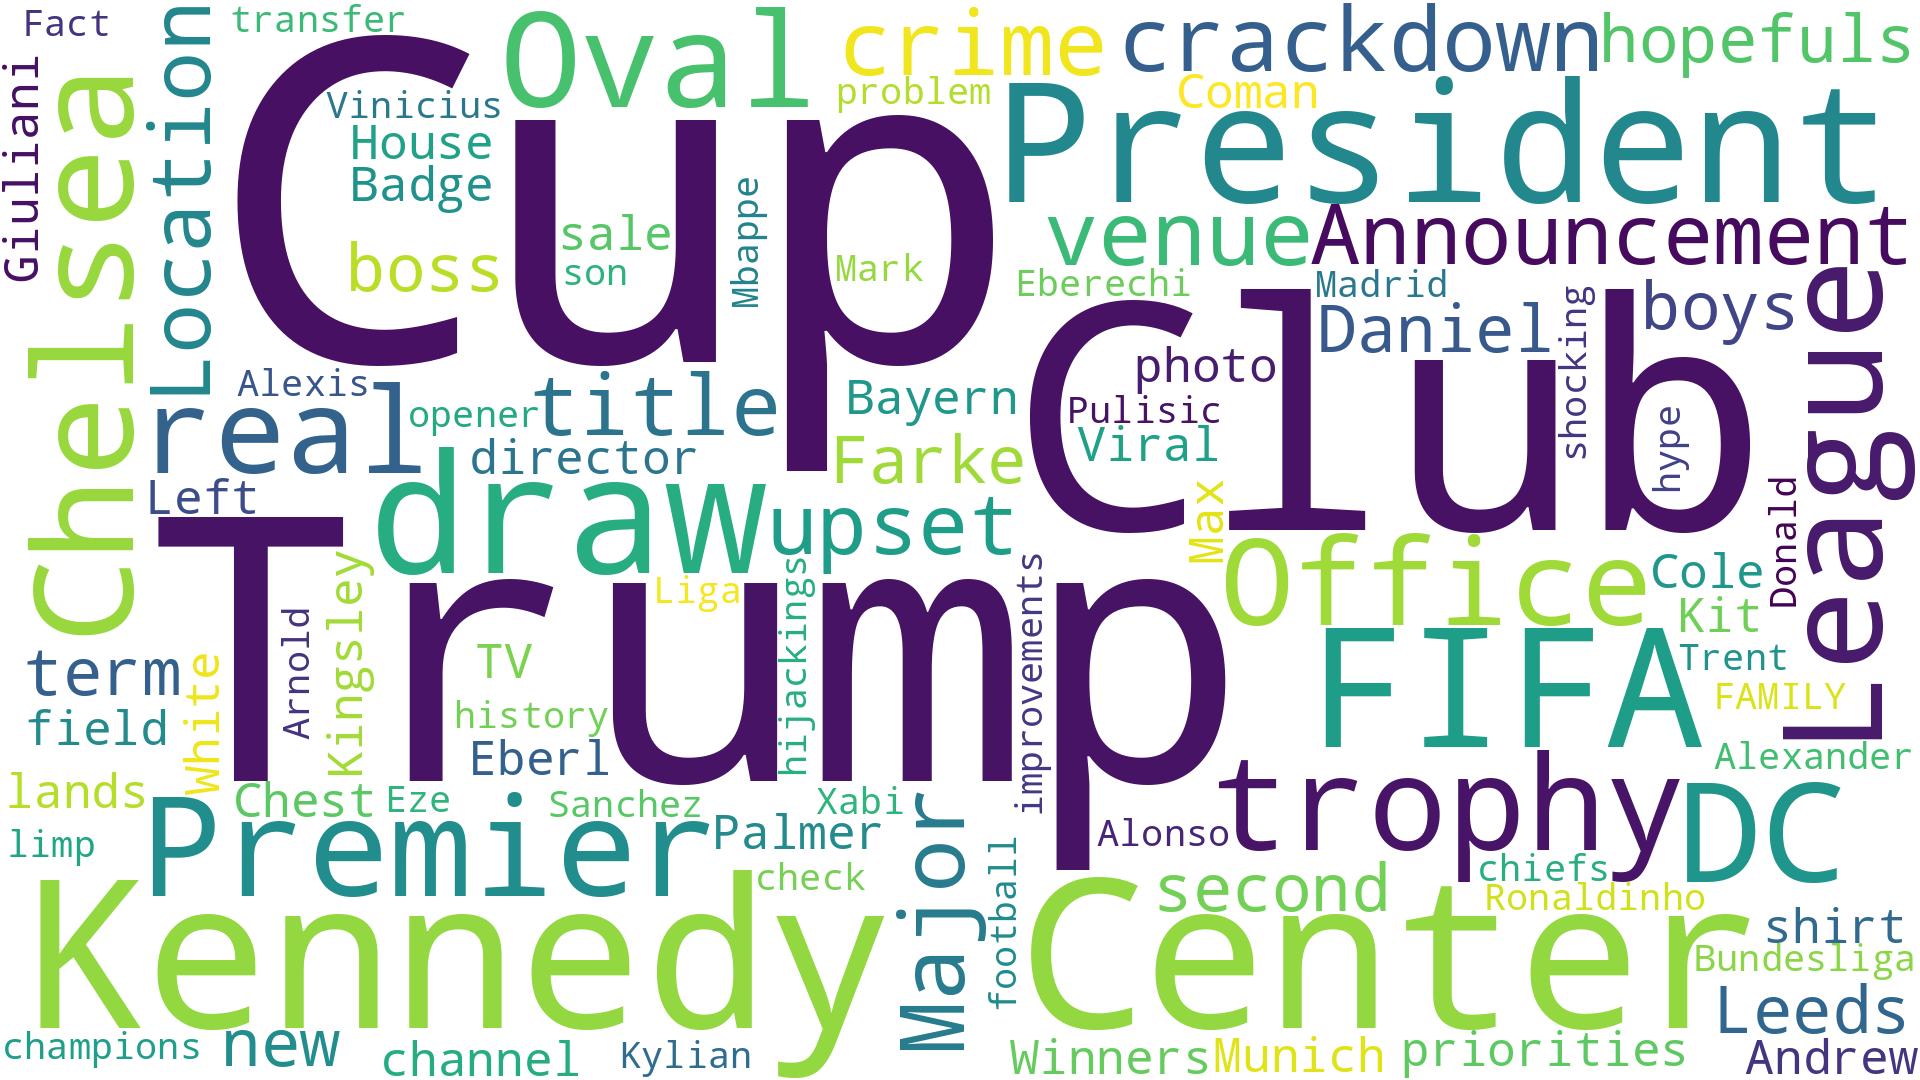 Fact
transfer
Giuliani
Chelsea
Location
Cup
Oval
crime
crackdown
hopefuls
Vinicius
problem
Coman
President
House
Badge
sale
son
boss
Mbappe
Mark
venue
Announcement
Eberechi
Madrid
Club
Daniel
shocking
boys
League
photo
Pulisic
Viral
hype
Alexis
real
opener
title
Bayern
director
Farke
Left
draw
upset
Max
Donald
Trump
Office
Cole
Kit
Trent
FAMILY
Liga
hijackings
improvements
FIFA
term
White
Arnold
Kingsley
TV
field
history
Eberl
Alexander
lands
Chest
Eze
Sanchez
Xabi
Major
trophy
DC
limp
Premier
Palmer
Alonso
football
Kennedy
check
Center
second
chiefs
Ronaldinho
shirt
Bundesliga
Leeds
champions
new
channel
Kylian
Winners
Munich
priorities
Andrew